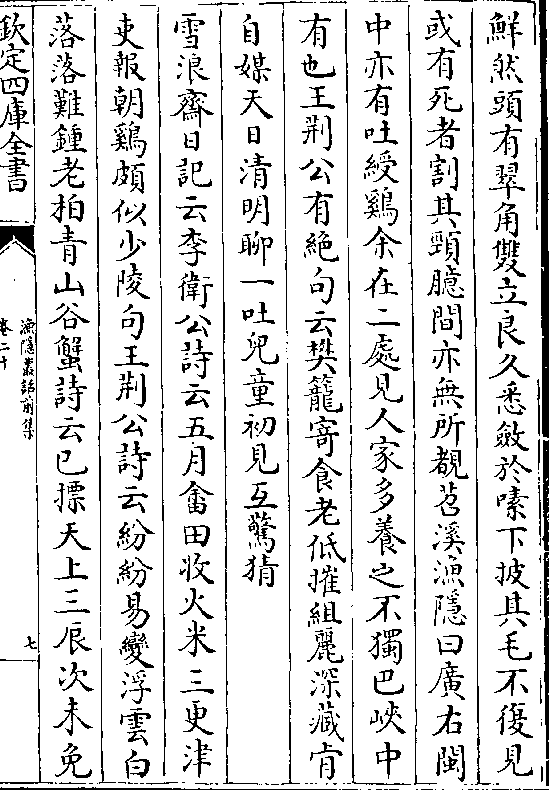 鮮然頭有翠角雙立良久悉斂於嗉下披其毛不復見
或有死者割其頸臆間亦無所覩苕溪漁隱曰廣右閩
中亦有吐綬鷄余在二處見人家多養之不獨巴峽中
有也王荆公有絶句云樊籠寄食老低摧組麗深藏肯
自媒天日清明聊一吐兒童初見互驚猜
雪浪齋日記云李衛公詩云五月畬田收火米三更津
吏報朝鷄頗似少陵句王荆公詩云紛紛易變浮雲白
落落難鍾老柏青山谷蟹詩云已摽天上三辰次未免
欽定四庫全書
漁隱叢話前集
卷二十
七